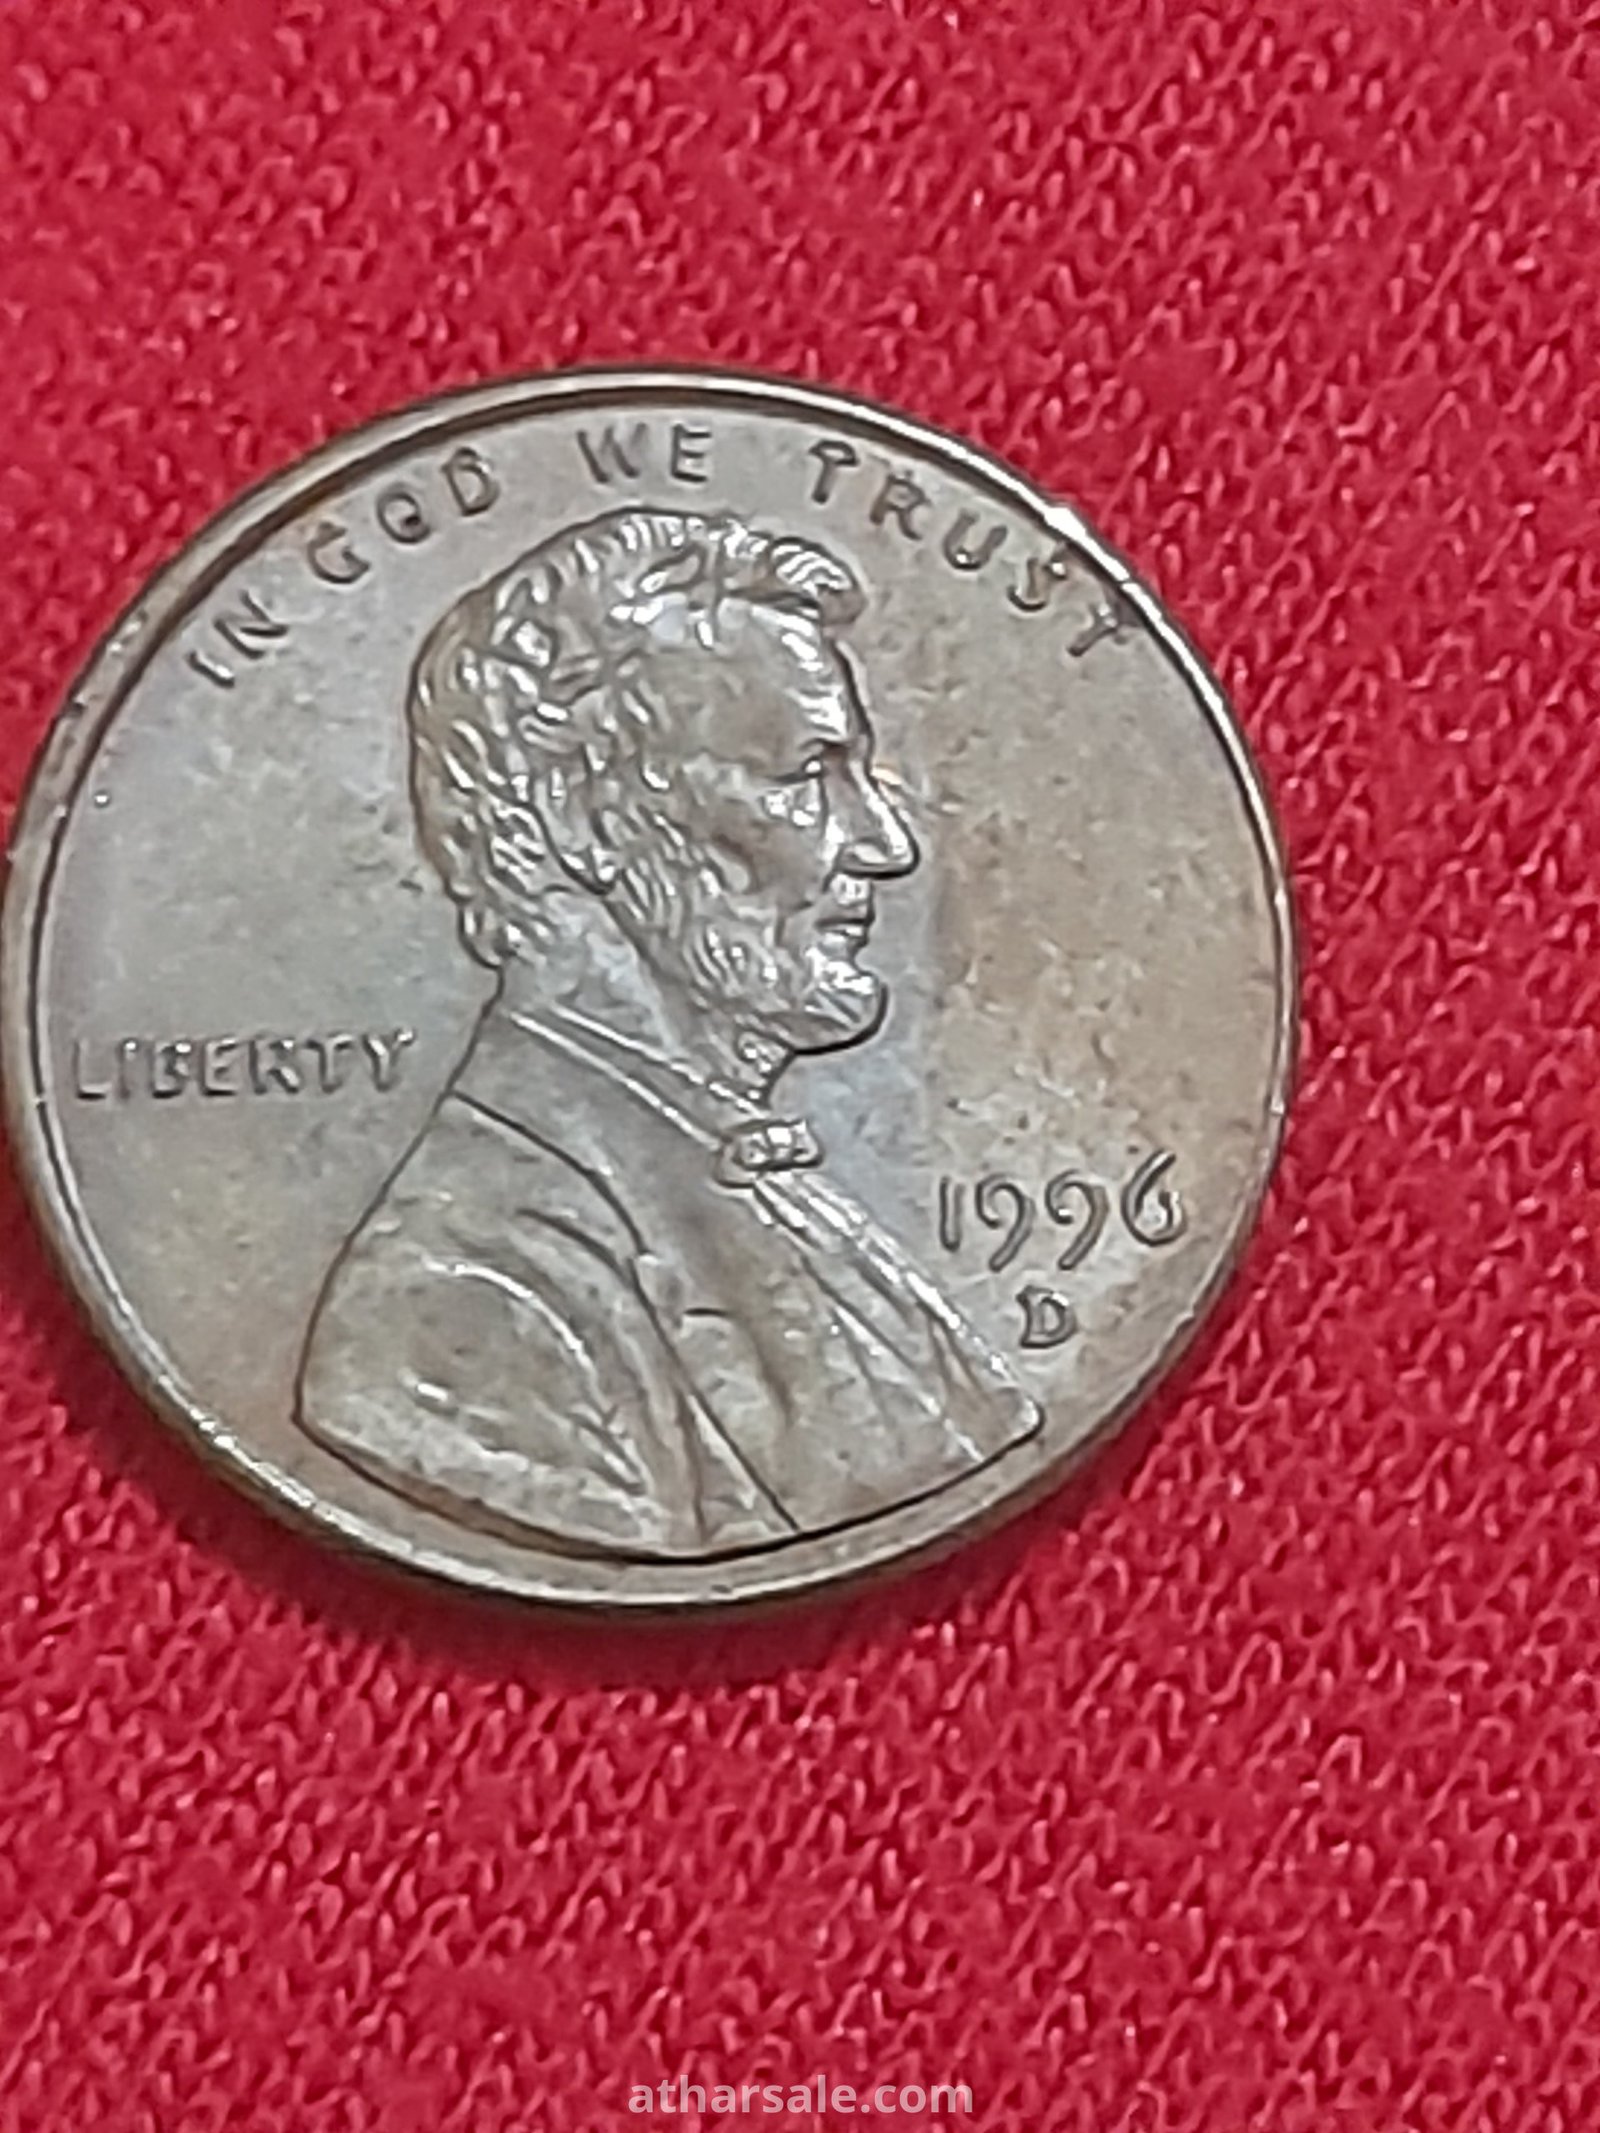 IN GOD WE TRUST
LIBERTY
1996
D
atharsale.com